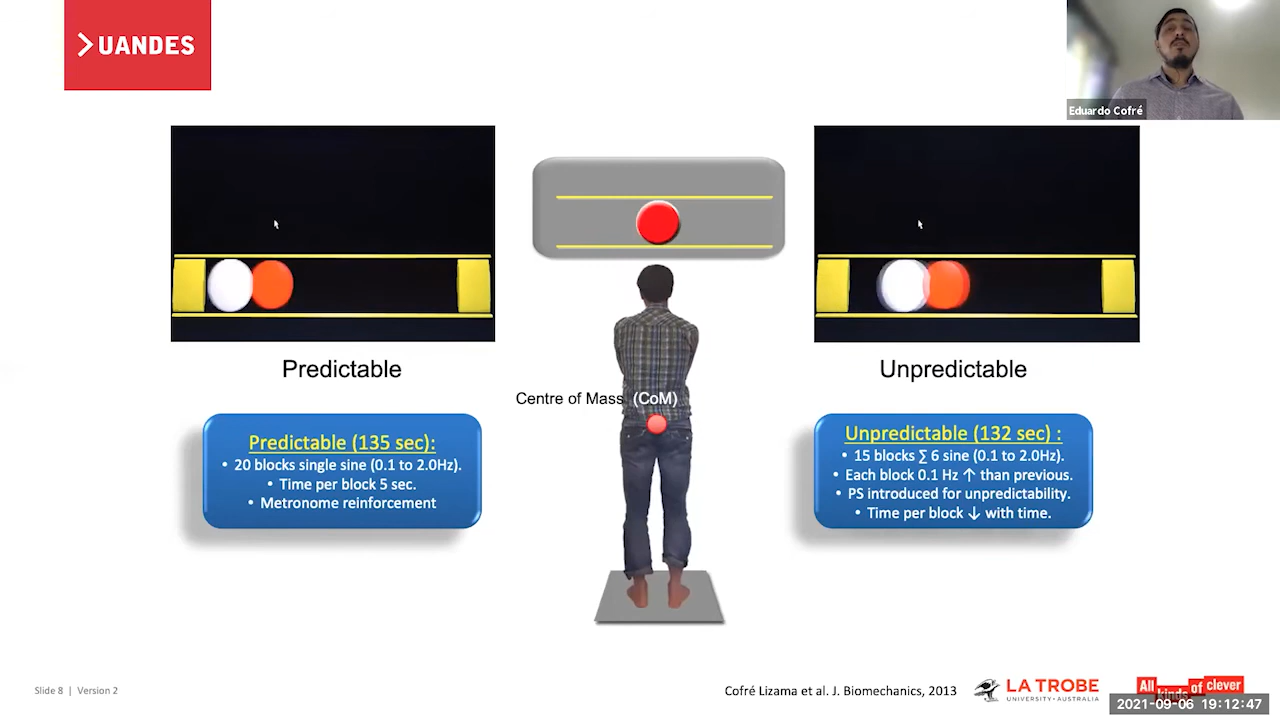 UANDES
Eduardo Cofré
Predictable
Unpredictable
Centre of Mass (CoM)
Predictable (135 sec):
• 20 blocks single sine (0.1 to 2.0Hz).
• Time per block 5 sec.
• Metronome reinforcement
Unpredictable (132 sec) :
• 15 blocks ∑ 6 sine (0.1 to 2.0Hz).
• Each block 0.1 Hz ↑ than previous.
• PS introduced for unpredictability.
• Time per block ↓ with time.
Slide 8 | Version 2
Cofré Lizama et al. J. Biomechanics, 2013
LA TROBE
UNIVERSITY AUSTRALIA
All kinds of clever
2021-09-06 19:12:47